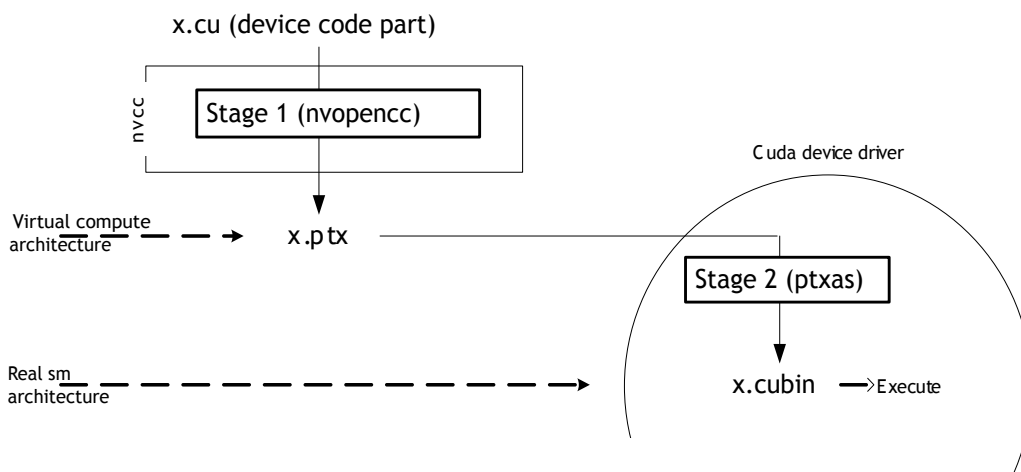 x.cu (device code part)
nvcc
Stage 1 (nvopencc)
Cuda device driver
Virtual compute
architecture
x.ptx
Stage 2 (ptxas)
Real sm
architecture
x.cubin
Execute